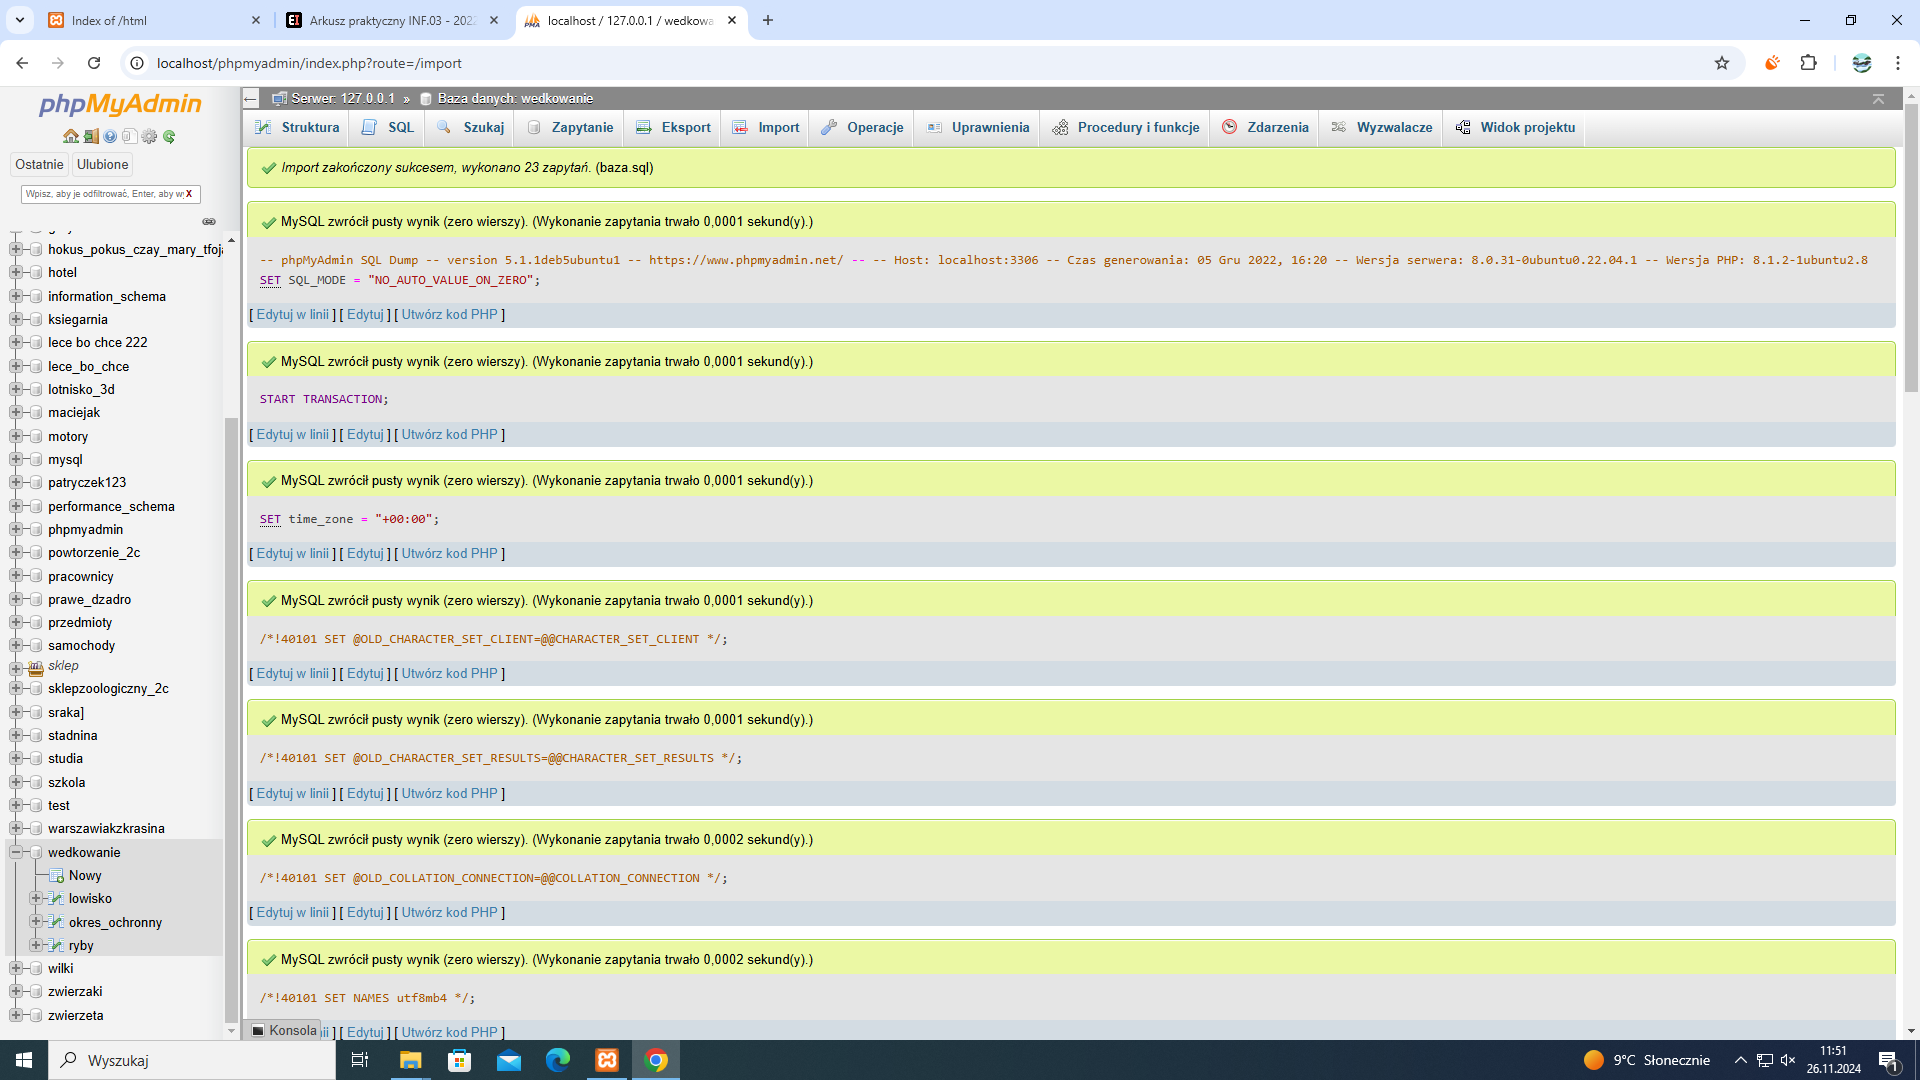 Index of /html
Arkusz praktyczny INF.03 - 2022
localhost / 127.0.0.1 / wedkowa
localhost/phpmyadmin/index.php?route=/import
phpMyAdmin
Ostatnie
Ulubione
Wpisz, aby je odfiltrować, Enter, aby wy
X
hokus_pokus_czay_mary_tfoja
hotel
information_schema
ksiegarnia
lece bo chce 222
lece_bo_chce
lotnisko_3d
maciejak
motory
mysql
patryczek123
performance_schema
phpmyadmin
powtorzenie_2c
pracownicy
prawe_dzadro
przedmioty
samochody
sklep
sklepzoologiczny_2c
sraka]
stadnina
studia
szkola
test
warszawiakzkrasina
wedkowanie
Nowy
lowisko
okres_ochronny
ryby
wilki
zwierzaki
zwierzeta
Serwer: 127.0.0.1 » Baza danych: wedkowanie
Struktura
SQL
Szukaj
Zapytanie
Eksport
Import
Operacje
Uprawnienia
Procedury i funkcje
Zdarzenia
Wyzwalacze
Widok projektu
Import zakończony sukcesem, wykonano 23 zapytań. (baza.sql)
MySQL zwrócił pusty wynik (zero wierszy). (Wykonanie zapytania trwało 0,0001 sekund(y).)
-- phpMyAdmin SQL Dump -- version 5.1.1deb5ubuntu1 -- https://www.phpmyadmin.net/ -- -- Host: localhost:3306 -- Czas generowania: 05 Gru 2022, 16:20 -- Wersja serwera: 8.0.31-0ubuntu0.22.04.1 -- Wersja PHP: 8.1.2-1ubuntu2.8
SET SQL_MODE = "NO_AUTO_VALUE_ON_ZERO";
[ Edytuj w linii ] [ Edytuj ] [ Utwórz kod PHP ]
MySQL zwrócił pusty wynik (zero wierszy). (Wykonanie zapytania trwało 0,0001 sekund(y).)
START TRANSACTION;
[ Edytuj w linii ] [ Edytuj ] [ Utwórz kod PHP ]
MySQL zwrócił pusty wynik (zero wierszy). (Wykonanie zapytania trwało 0,0001 sekund(y).)
SET time_zone = "+00:00";
[ Edytuj w linii ] [ Edytuj ] [ Utwórz kod PHP ]
MySQL zwrócił pusty wynik (zero wierszy). (Wykonanie zapytania trwało 0,0001 sekund(y).)
/*!40101 SET @OLD_CHARACTER_SET_CLIENT=@@CHARACTER_SET_CLIENT */;
[ Edytuj w linii ] [ Edytuj ] [ Utwórz kod PHP ]
MySQL zwrócił pusty wynik (zero wierszy). (Wykonanie zapytania trwało 0,0001 sekund(y).)
/*!40101 SET @OLD_CHARACTER_SET_RESULTS=@@CHARACTER_SET_RESULTS */;
[ Edytuj w linii ] [ Edytuj ] [ Utwórz kod PHP ]
MySQL zwrócił pusty wynik (zero wierszy). (Wykonanie zapytania trwało 0,0002 sekund(y).)
/*!40101 SET @OLD_COLLATION_CONNECTION=@@COLLATION_CONNECTION */;
[ Edytuj w linii ] [ Edytuj ] [ Utwórz kod PHP ]
MySQL zwrócił pusty wynik (zero wierszy). (Wykonanie zapytania trwało 0,0002 sekund(y).)
/*!40101 SET NAMES utf8mb4 */;
Konsola
ii ] [ Edytuj ] [ Utwórz kod PHP ]
Wyszukaj
9°C Słonecznie
11:51
26.11.2024
1